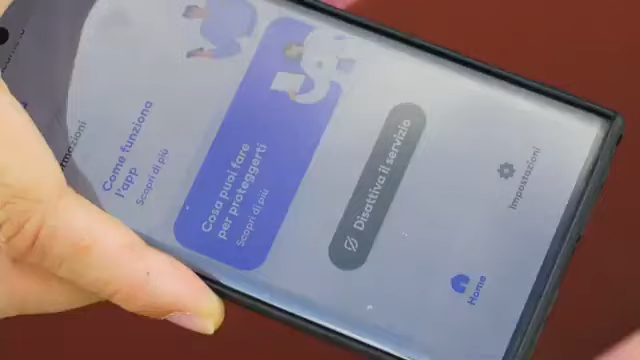 Come funziona
l'app
Scopri di più
Cosa puoi fare
per proteggerti
Scopri di più
Disattiva il servizio
Home
Impostazioni